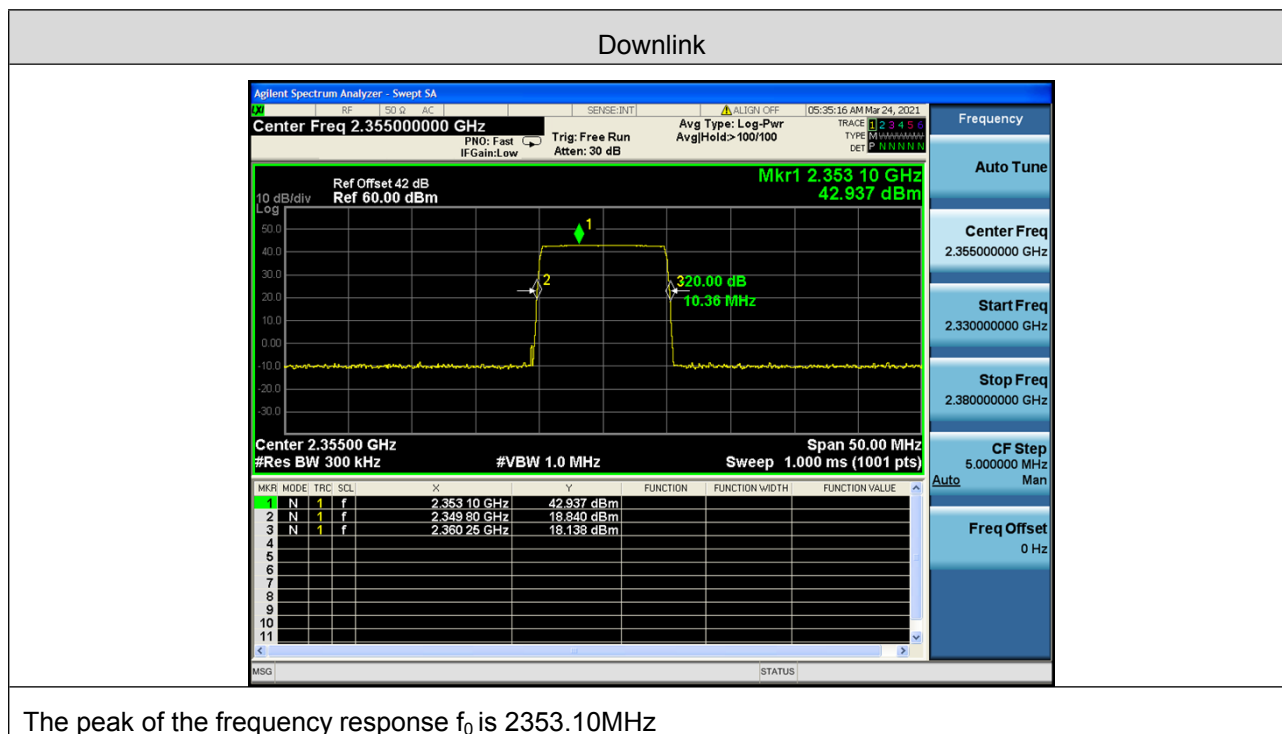 Downlink
Agilent Spectrum Analyzer - Swept SA
RF 50 Ω AC SENSE:INT ALIGN OFF 05:35:16 AM Mar 24, 2021
Center Freq 2.355000000 GHz
PNO: Fast
IFGain:Low
Trig: Free Run
Atten: 30 dB
Avg Type: Log-Pwr
Avg|Hold:>100/100
TRACE 1 2 3 4 5 6
TYPE M
DET P N N N N N
Mkr1 2.353 10 GHz
42.937 dBm
Ref Offset 42 dB
10 dB/div Ref 60.00 dBm
Log
50.0
40.0
30.0
20.0
10.0
0.00
-10.0
-20.0
-30.0
1
2
3
20.00 dB
10.36 MHz
Center 2.35500 GHz Span 50.00 MHz
#Res BW 300 kHz #VBW 1.0 MHz Sweep 1.000 ms (1001 pts)
MKR MODE TRC SCL X Y FUNCTION FUNCTION WIDTH FUNCTION VALUE
1 N 1 f 2.353 10 GHz 42.937 dBm
2 N 1 f 2.349 80 GHz 18.840 dBm
3 N 1 f 2.360 25 GHz 18.138 dBm
4
5
6
7
8
9
10
11
MSG STATUS
Frequency
Auto Tune
Center Freq
2.355000000 GHz
Start Freq
2.330000000 GHz
Stop Freq
2.380000000 GHz
CF Step
5.000000 MHz
Auto Man
Freq Offset
0 Hz
The peak of the frequency response f0 is 2353.10MHz